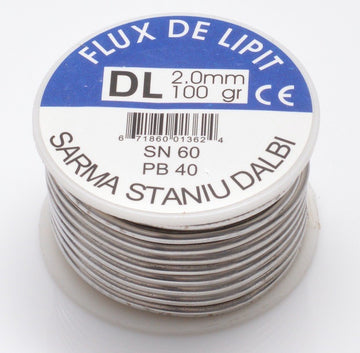 FLUX DE LIPIT
DL 2.0mm
100 gr CE
6 71860 01362 4
SN 60
PB 40
SARMA STANIU DALBI